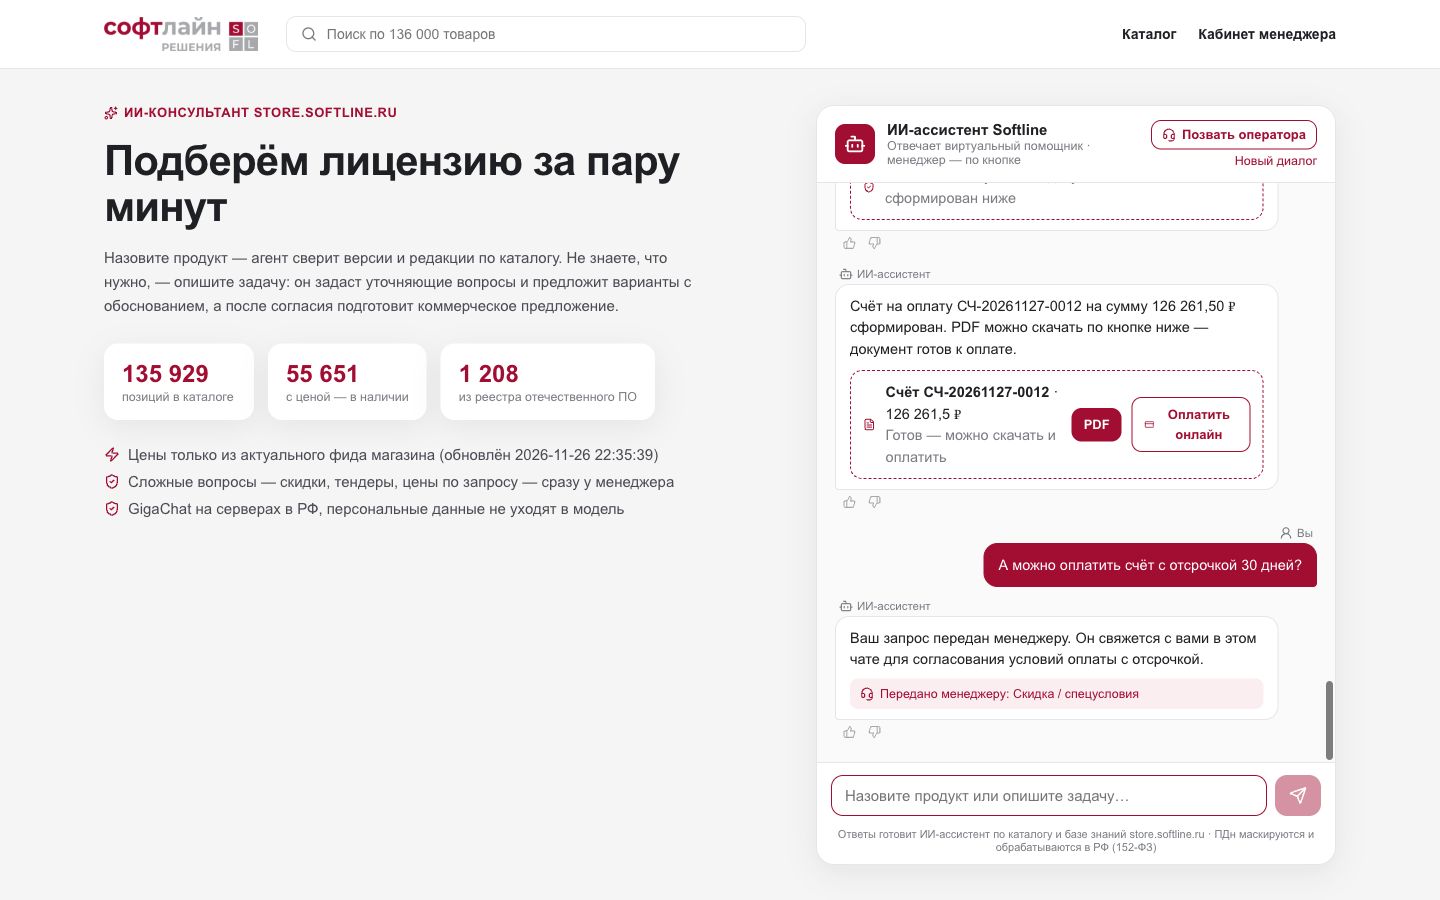 софтлайн
РЕШЕНИЯ
S O
F L
Поиск по 136 000 товаров
Каталог
Кабинет менеджера
ИИ-КОНСУЛЬТАНТ STORE.SOFTLINE.RU
Подберём лицензию за пару
минут
Назовите продукт — агент сверит версии и редакции по каталогу. Не знаете, что
нужно, — опишите задачу: он задаст уточняющие вопросы и предложит варианты с
обоснованием, а после согласия подготовит коммерческое предложение.
135 929
позиций в каталоге
55 651
с ценой — в наличии
1 208
из реестра отечественного ПО
Цены только из актуального фида магазина (обновлён 2026-11-26 22:35:39)
Сложные вопросы — скидки, тендеры, цены по запросу — сразу у менеджера
GigaChat на серверах в РФ, персональные данные не уходят в модель
ИИ-ассистент Softline
Отвечает виртуальный помощник ·
менеджер — по кнопке
Позвать оператора
Новый диалог
сформирован ниже
ИИ-ассистент
Счёт на оплату СЧ-20261127-0012 на сумму 126 261,50 ₽
сформирован. PDF можно скачать по кнопке ниже —
документ готов к оплате.
Счёт СЧ-20261127-0012 ·
126 261,5 ₽
Готов — можно скачать и
оплатить
PDF
Оплатить
онлайн
Вы
А можно оплатить счёт с отсрочкой 30 дней?
ИИ-ассистент
Ваш запрос передан менеджеру. Он свяжется с вами в этом
чате для согласования условий оплаты с отсрочкой.
Передано менеджеру: Скидка / спецусловия
Назовите продукт или опишите задачу…
Ответы готовит ИИ-ассистент по каталогу и базе знаний store.softline.ru · ПДн маскируются и
обрабатываются в РФ (152-ФЗ)